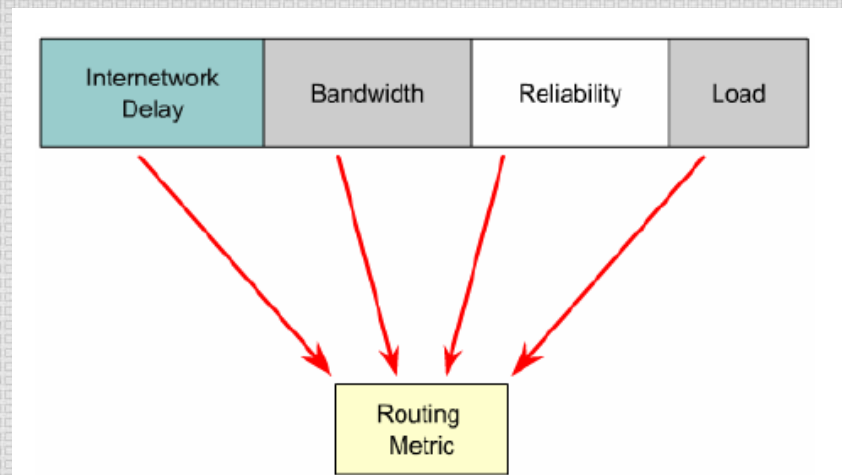 Internetwork
Delay
Bandwidth
Reliability
Load
Routing
Metric